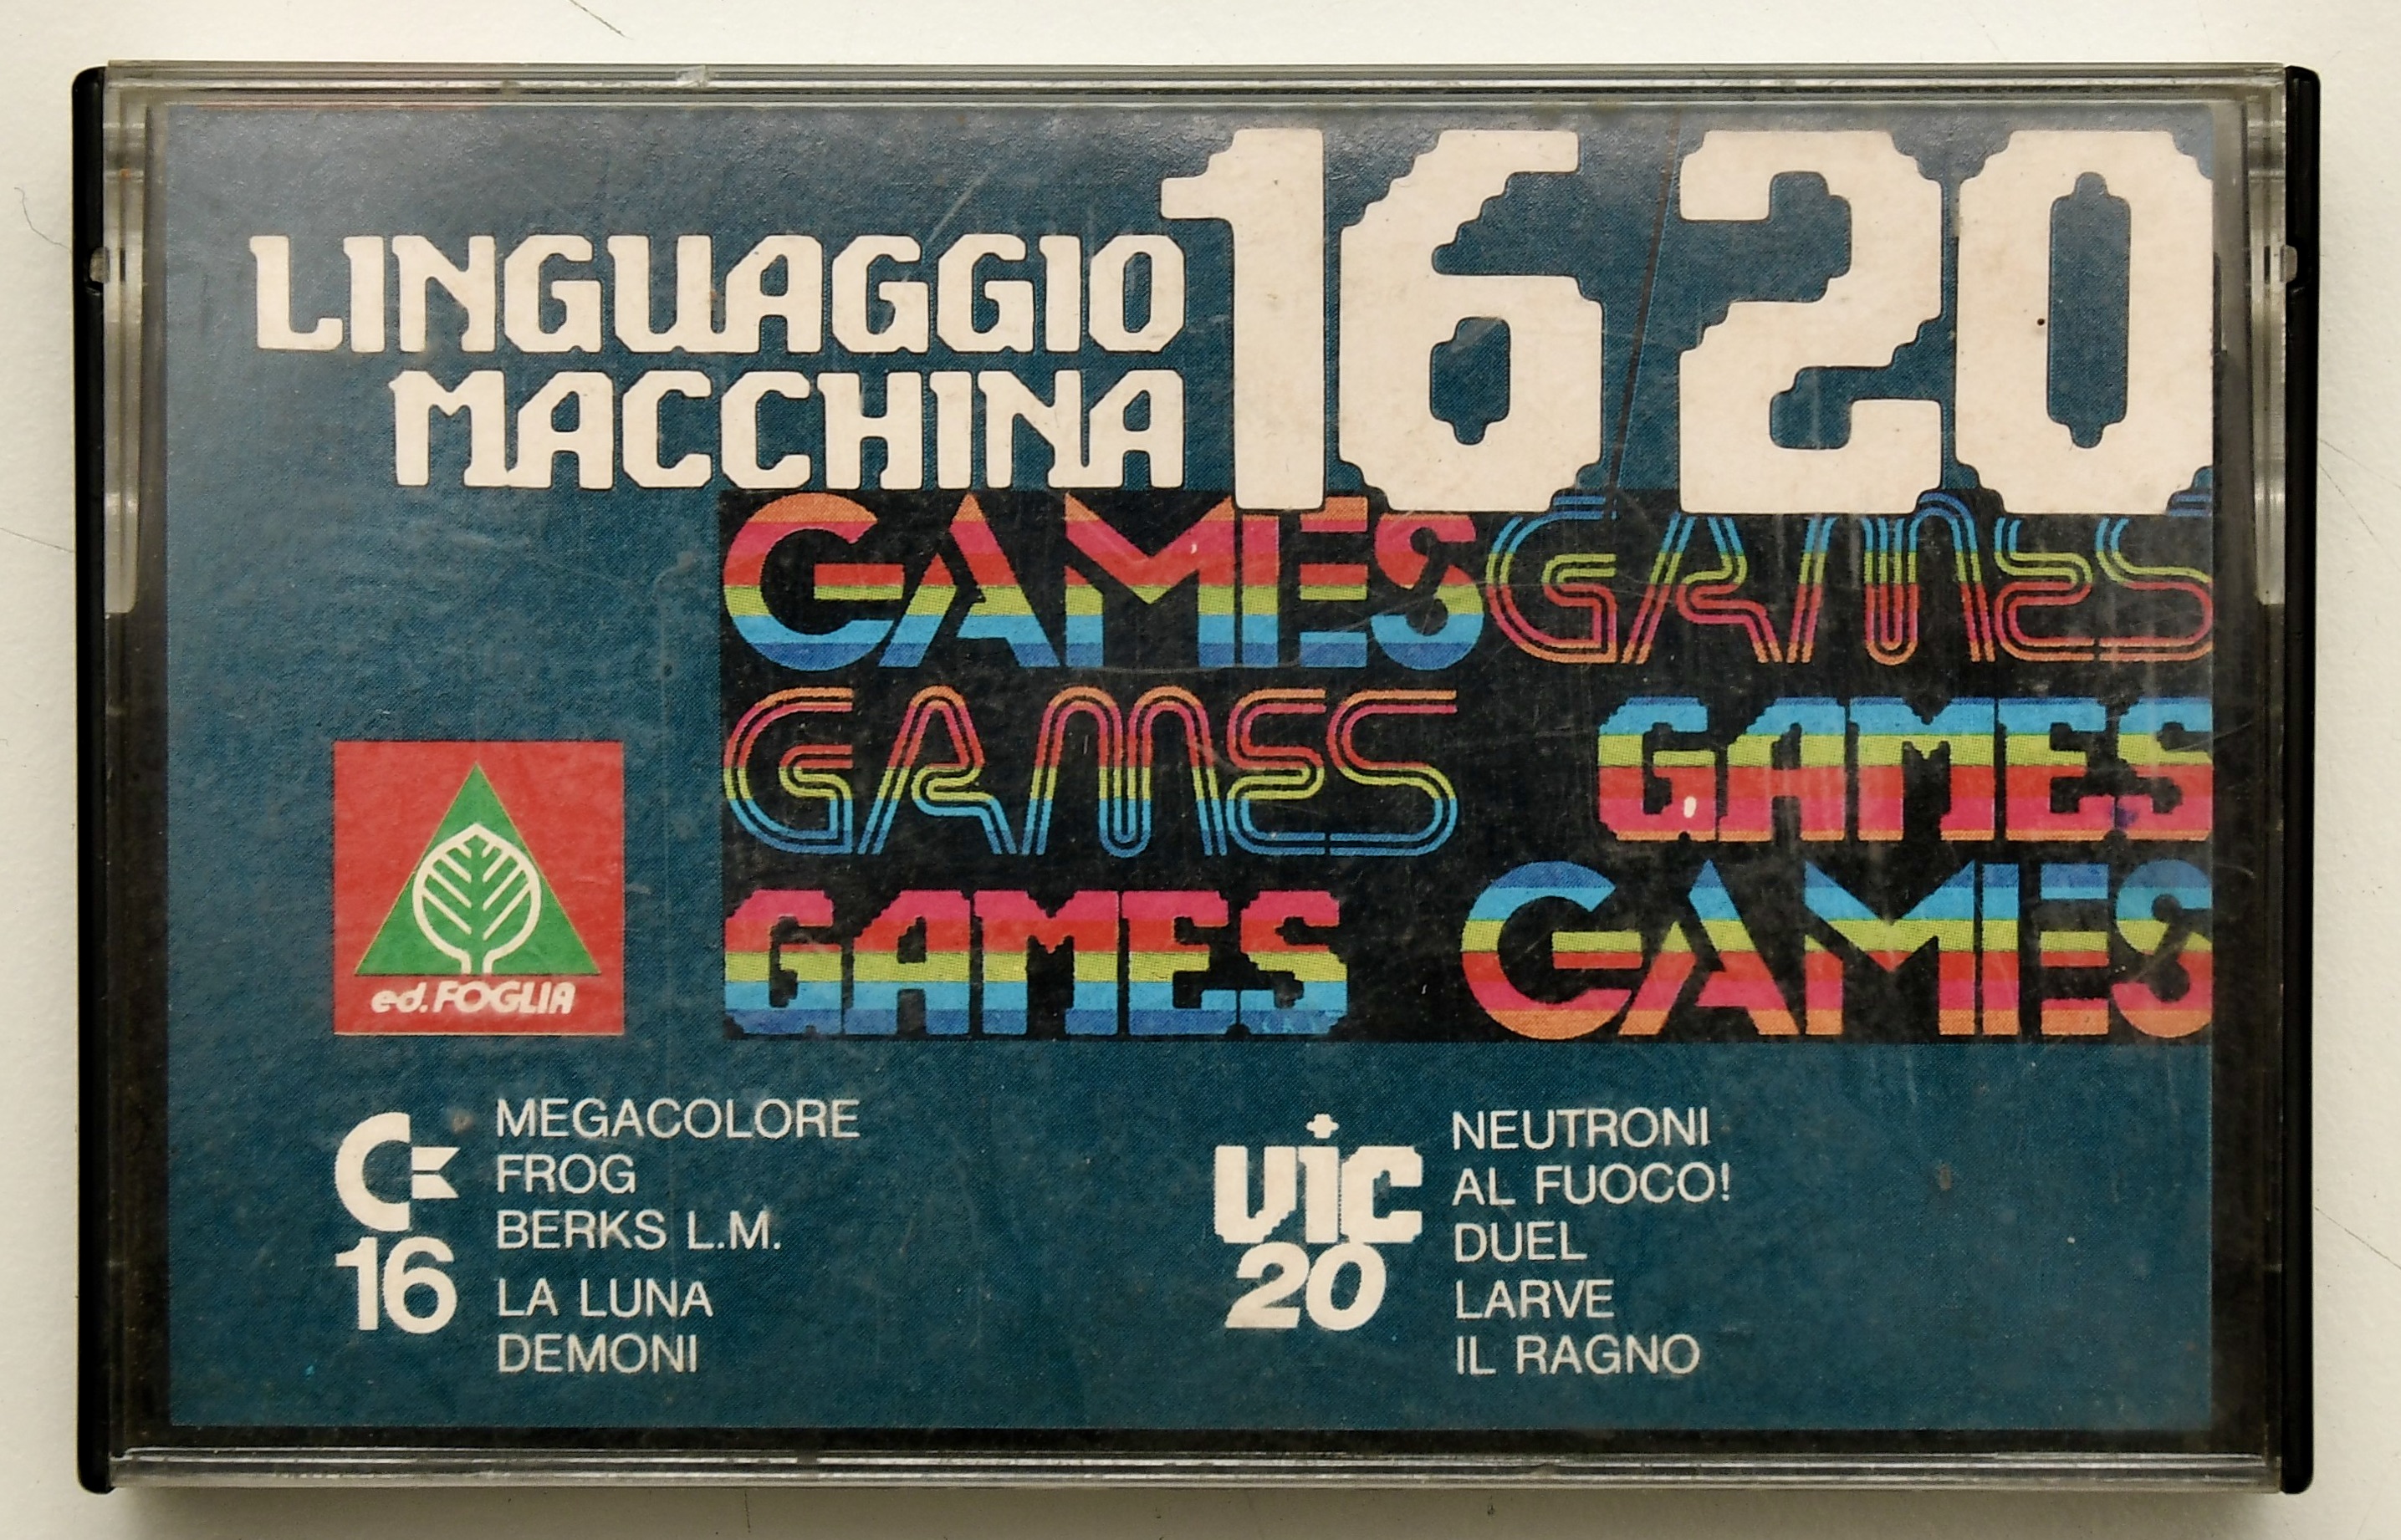 LINGUAGGIO
MACCHINA
16/20
GAMES GAMES
GAMES GAMES
GAMES GAMES
ed. FOGLIA
C 16
MEGACOLORE
FROG
BERKS L.M.
LA LUNA
DEMONI
vic 20
NEUTRONI
AL FUOCO!
DUEL
LARVE
IL RAGNO